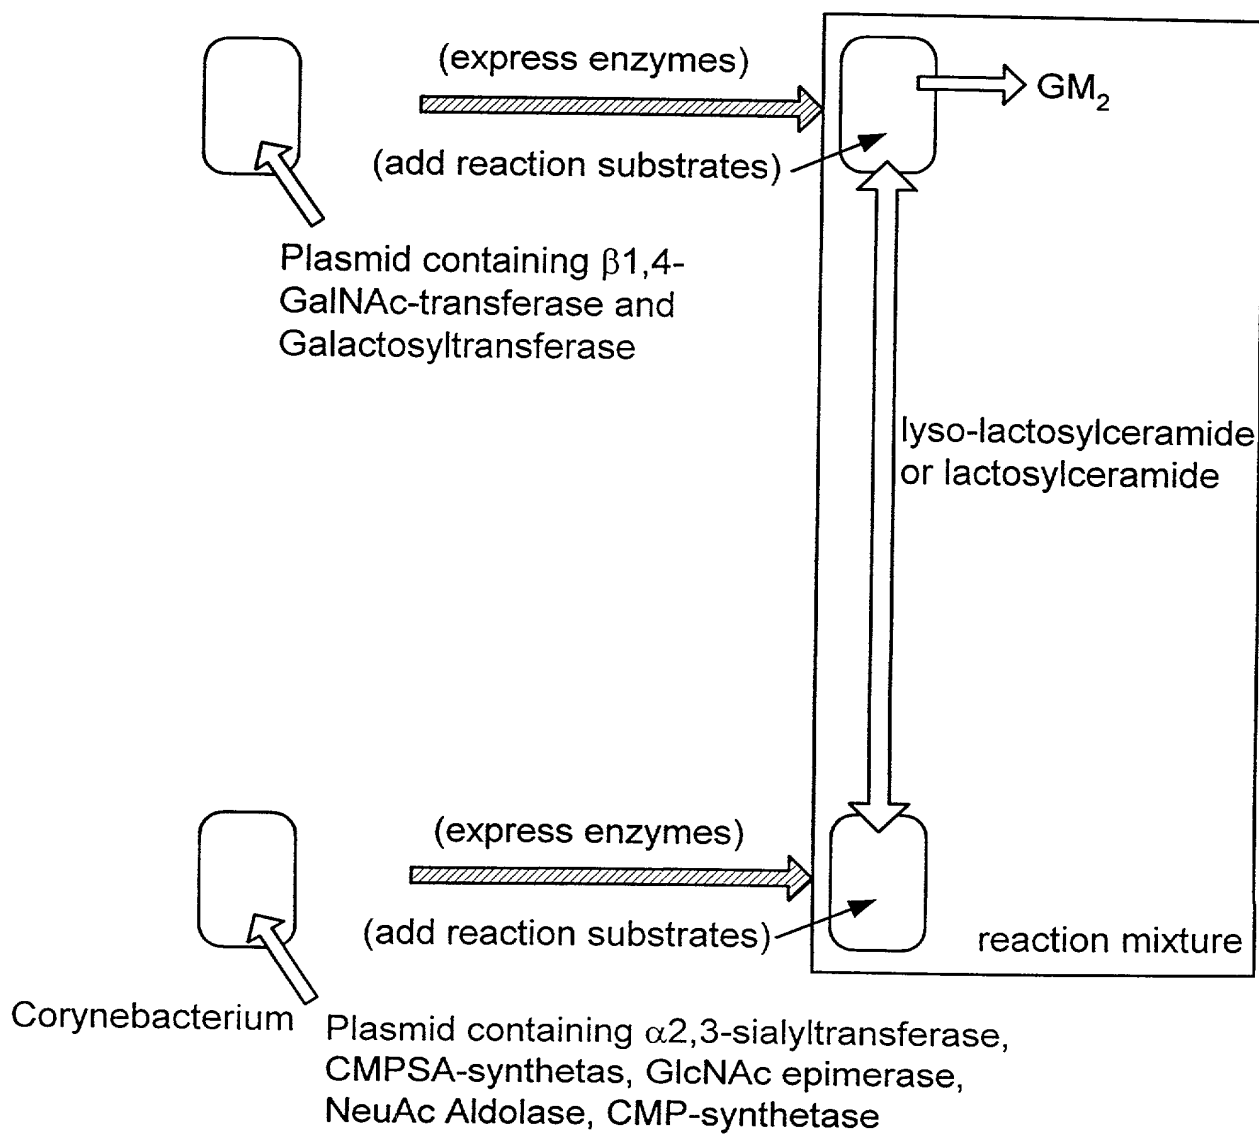 (express enzymes)
GM₂
(add reaction substrates)
Plasmid containing β1,4-
GalNAc-transferase and
Galactosyltransferase
lyso-lactosylceramide
or lactosylceramide
(express enzymes)
(add reaction substrates)
reaction mixture
Corynebacterium
Plasmid containing α2,3-sialyltransferase,
CMPSA-synthetas, GlcNAc epimerase,
NeuAc Aldolase, CMP-synthetase